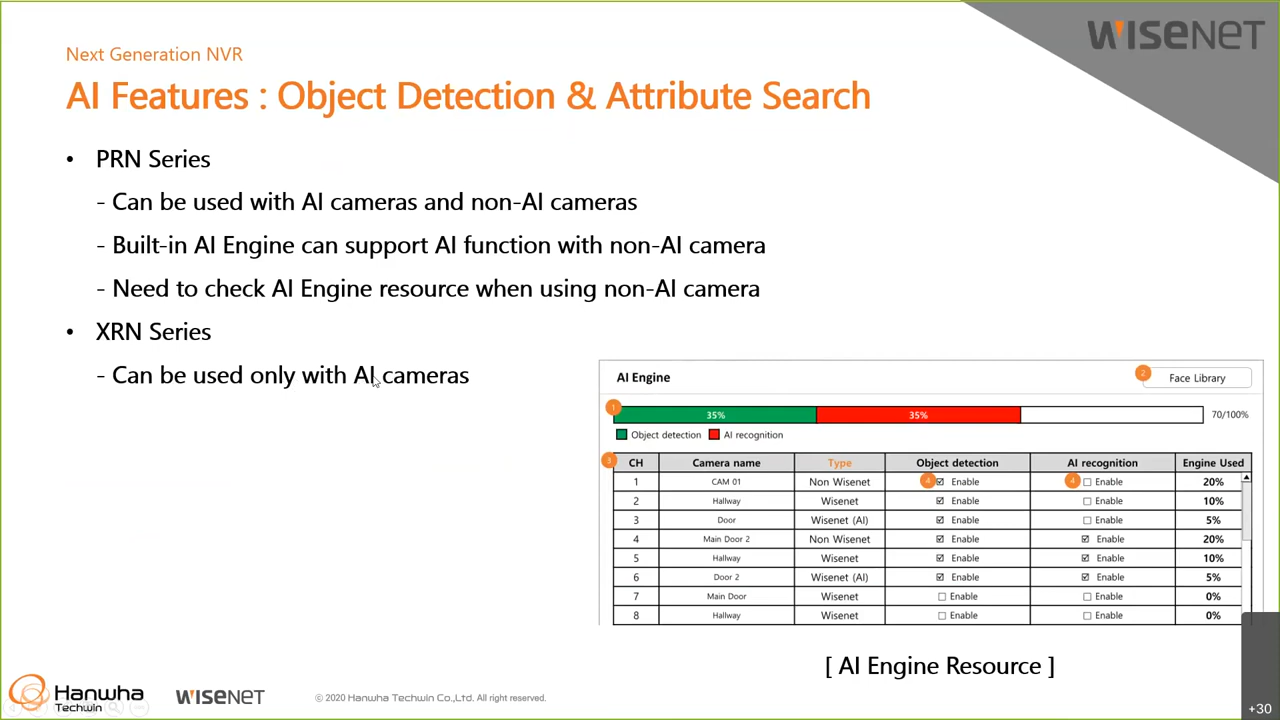 WISENET
Next Generation NVR
AI Features : Object Detection & Attribute Search
• PRN Series
- Can be used with AI cameras and non-AI cameras
- Built-in AI Engine can support AI function with non-AI camera
- Need to check AI Engine resource when using non-AI camera
• XRN Series
- Can be used only with AI cameras
AI Engine
2 Face Library
1 35% 35% 70/100%
Object detection AI recognition
3 CH Camera name Type Object detection AI recognition Engine Used
1 CAM 01 Non Wisenet 4 Enable 4 Enable 20%
2 Hallway Wisenet Enable Enable 10%
3 Door Wisenet (AI) Enable Enable 5%
4 Main Door 2 Non Wisenet Enable Enable 20%
5 Hallway Wisenet Enable Enable 10%
6 Door 2 Wisenet (AI) Enable Enable 5%
7 Main Door Wisenet Enable Enable 0%
8 Hallway Wisenet Enable Enable 0%
[ AI Engine Resource ]
Hanwha
Techwin
WISENET
© 2020 Hanwha Techwin Co.,Ltd. All right reserved.
+30